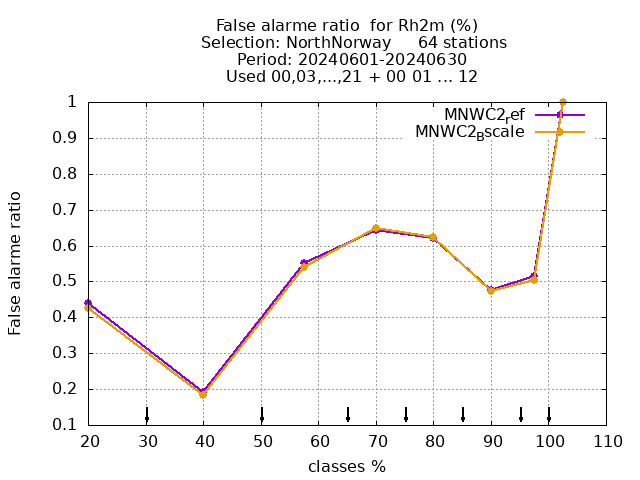 False alarme ratio  for Rh2m (%)
Selection: NorthNorway     64 stations
Period: 20240601-20240630
Used 00,03,...,21 + 00 01 ... 12
MNWC2_ref
MNWC2_Bscale
1
0.9
0.8
0.7
0.6
0.5
0.4
0.3
0.2
0.1
False alarme ratio
20 30 40 50 60 70 80 90 100 110
classes %